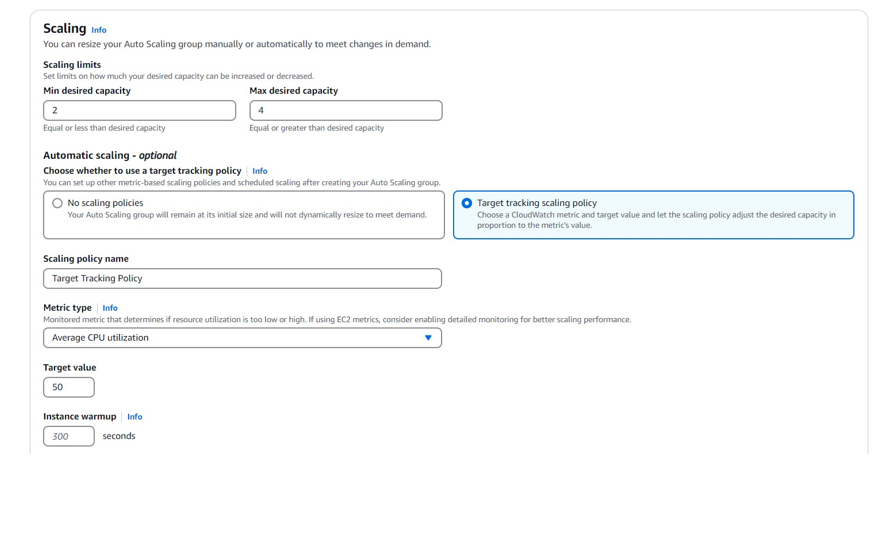 Scaling Info
You can resize your Auto Scaling group manually or automatically to meet changes in demand.
Scaling limits
Set limits on how much your desired capacity can be increased or decreased.
Min desired capacity
Max desired capacity
2
4
Equal or less than desired capacity
Equal or greater than desired capacity
Automatic scaling - optional
Choose whether to use a target tracking policy Info
You can set up other metric-based scaling policies and scheduled scaling after creating your Auto Scaling group.
No scaling policies
Your Auto Scaling group will remain at its initial size and will not dynamically resize to meet demand.
Target tracking scaling policy
Choose a CloudWatch metric and target value and let the scaling policy adjust the desired capacity in
proportion to the metric's value.
Scaling policy name
Target Tracking Policy
Metric type Info
Monitored metric that determines if resource utilization is too low or high. If using EC2 metrics, consider enabling detailed monitoring for better scaling performance.
Average CPU utilization
Target value
50
Instance warmup Info
300 seconds